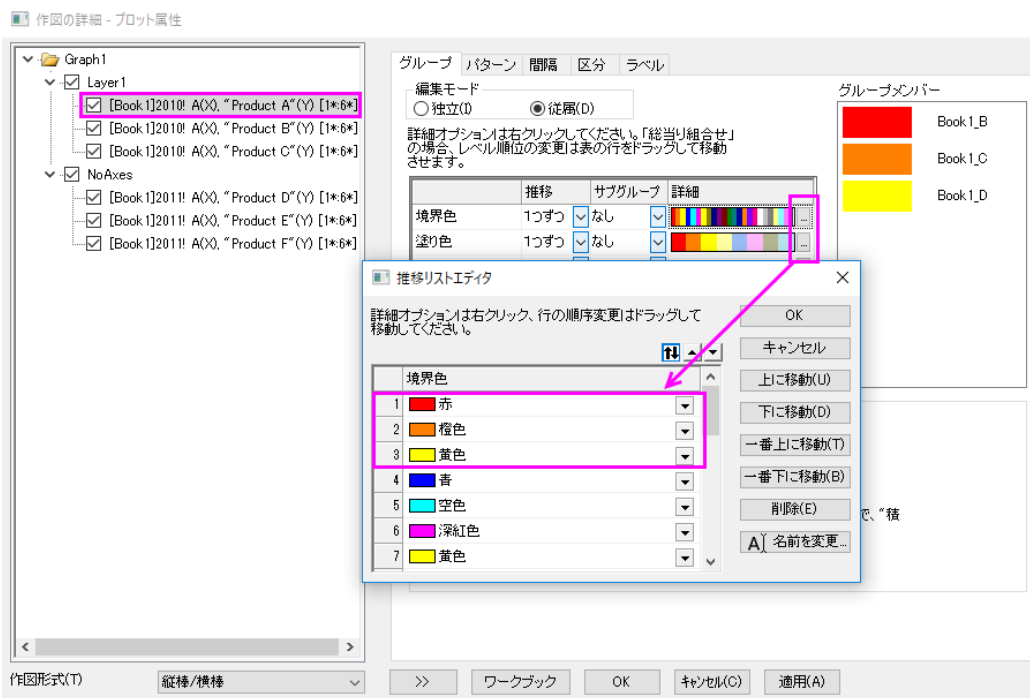 作図の詳細 - プロット属性
Graph1
Layer1
[Book1]2010! A(X), "Product A"(Y) [1*:6*]
[Book1]2010! A(X), "Product B"(Y) [1*:6*]
[Book1]2010! A(X), "Product C"(Y) [1*:6*]
NoAxes
[Book1]2011! A(X), "Product D"(Y) [1*:6*]
[Book1]2011! A(X), "Product E"(Y) [1*:6*]
[Book1]2011! A(X), "Product F"(Y) [1*:6*]
グループ パターン 間隔 区分 ラベル
編集モード
独立(I) 従属(D)
詳細オプションは右クリックしてください。「総当り組合せ」
の場合、レベル順位の変更は表の行をドラッグして移動
させます。
推移 サブグループ 詳細
境界色 1つずつ なし ...
塗り色 1つずつ なし ...
グループメンバー
Book1_B
Book1_C
Book1_D
推移リストエディタ
詳細オプションは右クリック、行の順序変更はドラッグして
移動してください。
境界色
1 赤
2 橙色
3 黄色
4 青
5 空色
6 深紅色
7 黄色
OK
キャンセル
上に移動(U)
下に移動(D)
一番上に移動(T)
一番下に移動(B)
削除(E)
名前を変更...
で、"積
作図形式(T) 縦棒/横棒
>> ワークブック OK キャンセル(C) 適用(A)